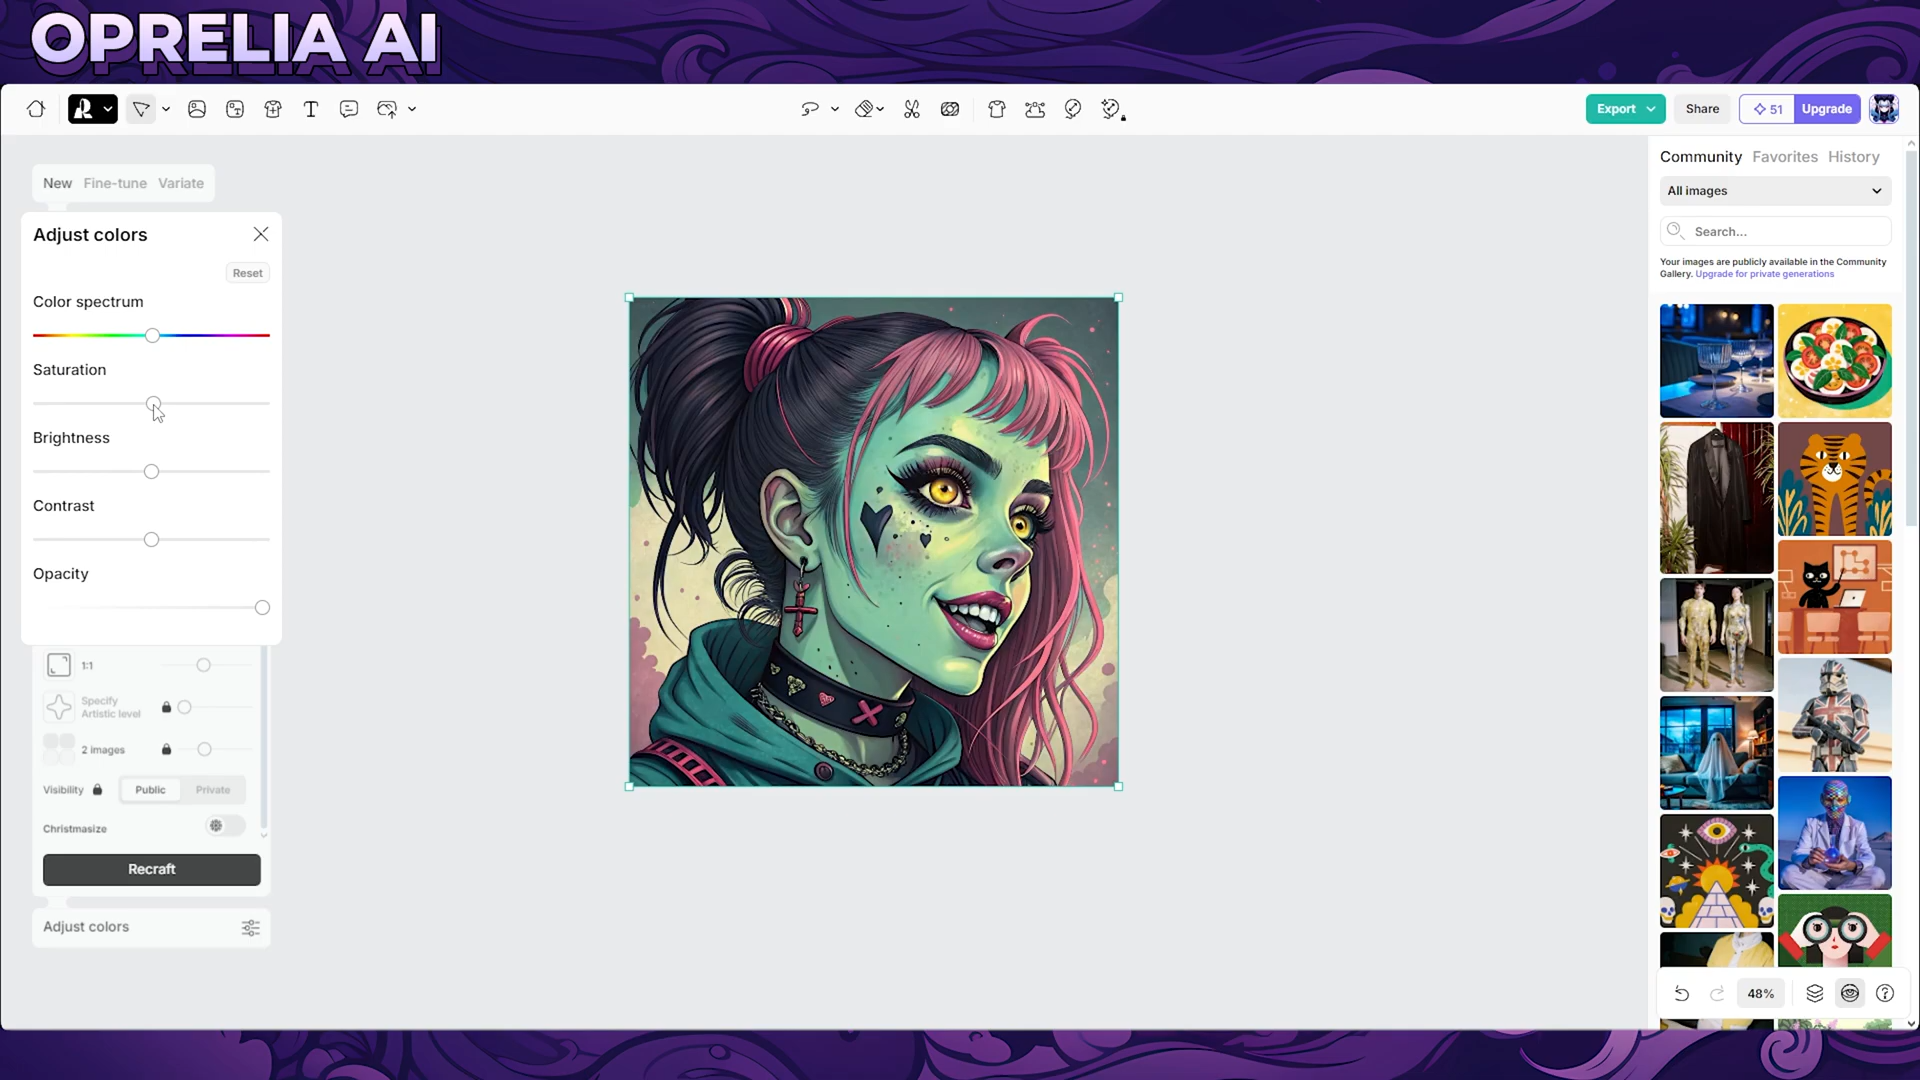 OPRELIA AI
T
Export
Share
51
Upgrade
New Fine-tune Variate
Adjust colors
Reset
Color spectrum
Saturation
Brightness
Contrast
Opacity
1:1
Specify
Artistic level
2 images
Visibility
Public
Private
Christmasize
Recraft
Adjust colors
Community Favorites History
All images
Search...
Your images are publicly available in the Community
Gallery. Upgrade for private generations
48%